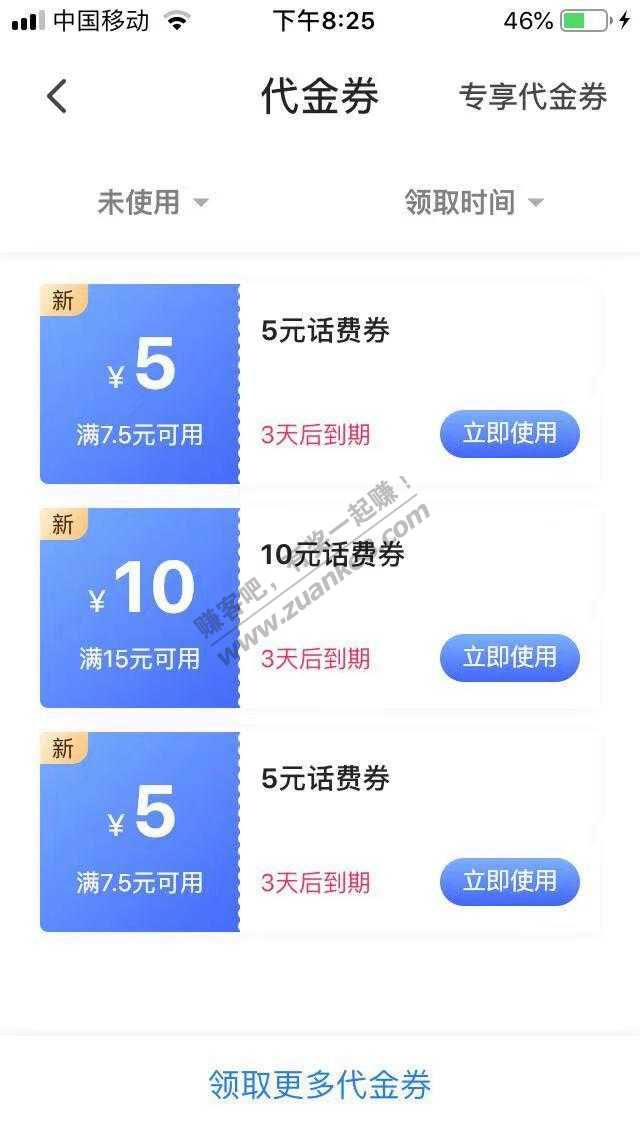 中国移动 下午8:25 46%
代金券 专享代金券
未使用 领取时间
新
¥5
满7.5元可用
5元话费券
3天后到期
立即使用
新
¥10
满15元可用
10元话费券
3天后到期
立即使用
赚客吧，有奖一起赚！
www.zuanke8.com
新
¥5
满7.5元可用
5元话费券
3天后到期
立即使用
领取更多代金券